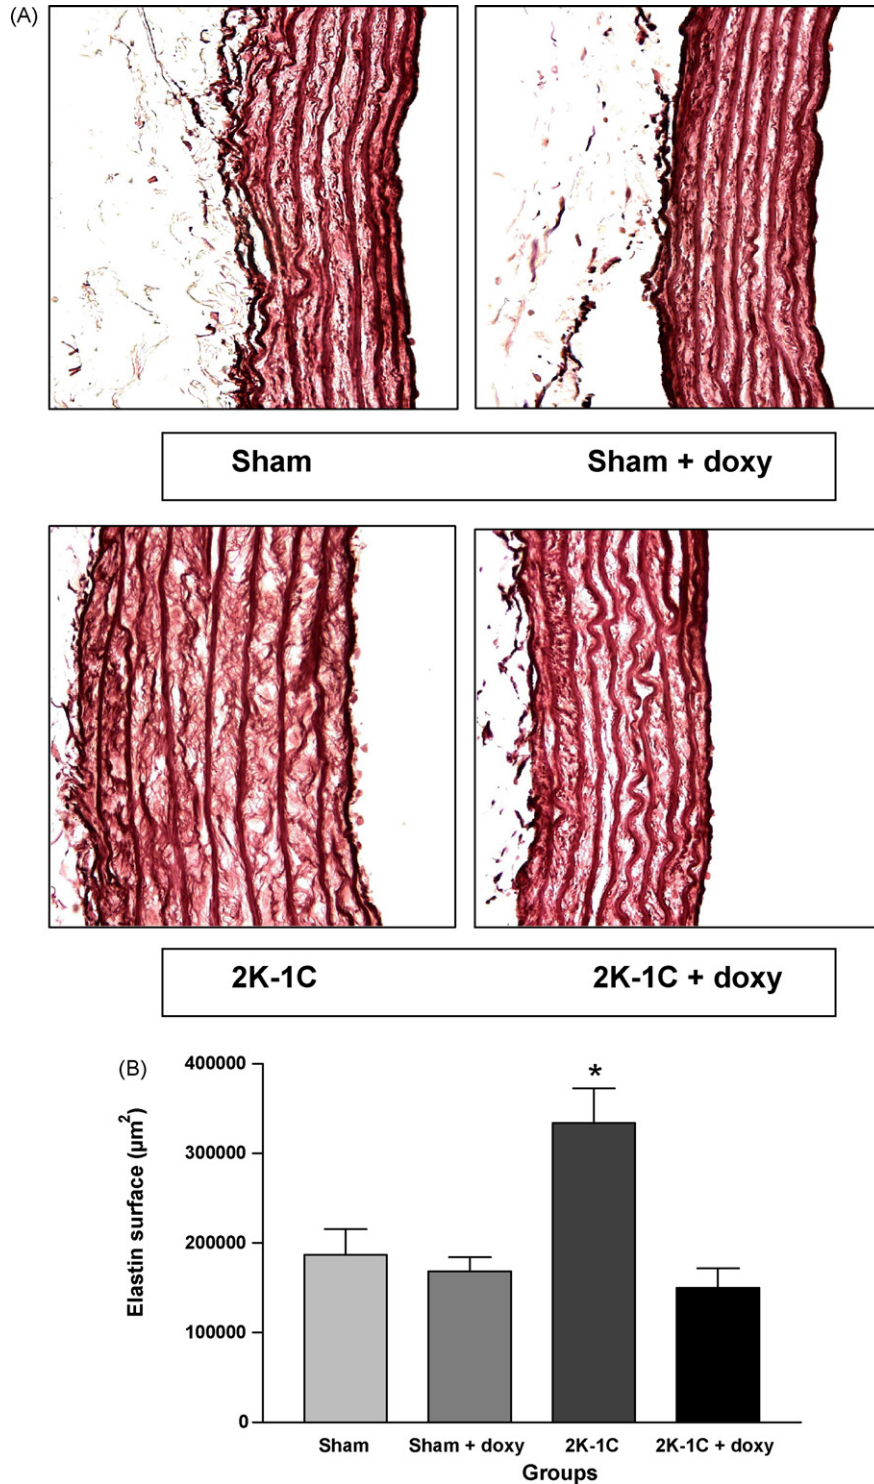 (A)
Sham Sham + doxy
2K-1C 2K-1C + doxy
(B)
*
400000
300000
200000
100000
0
Elastin surface (µm²)
Sham Sham + doxy 2K-1C 2K-1C + doxy
Groups